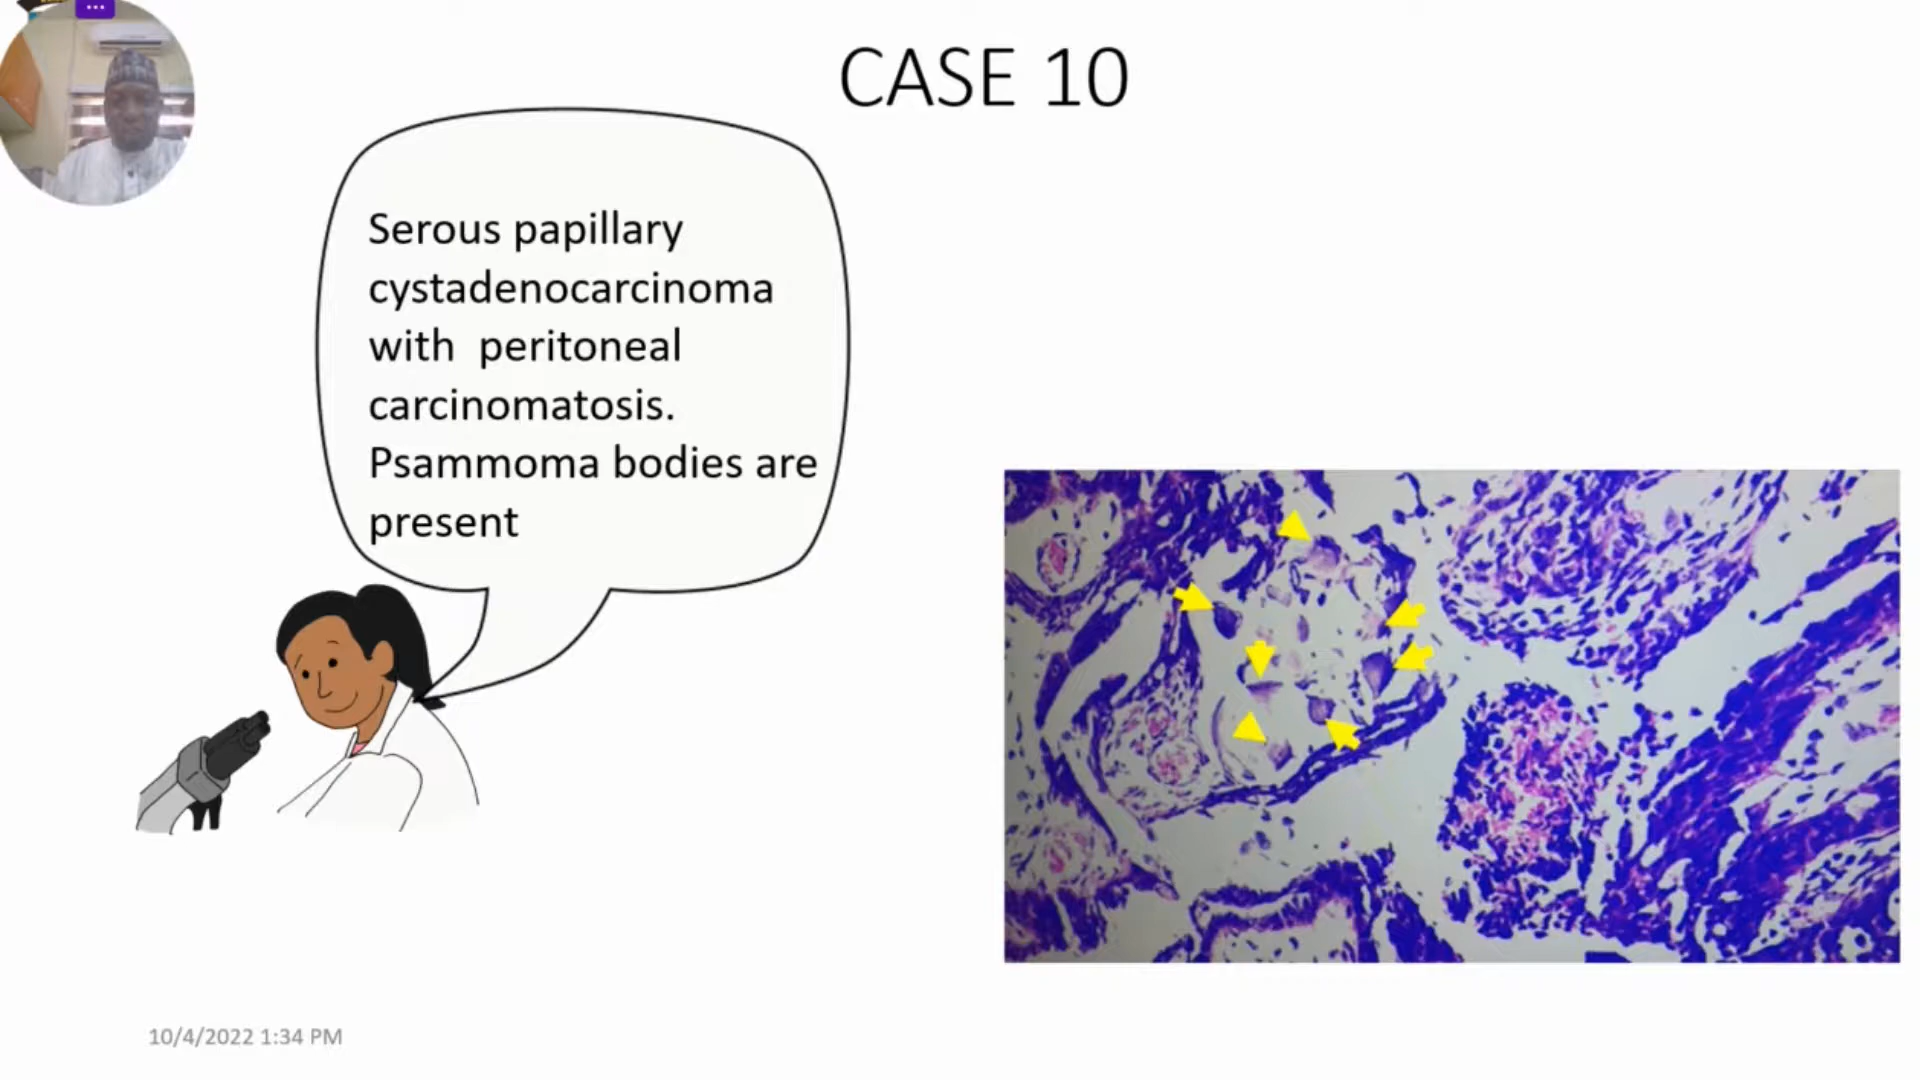 CASE 10
Serous papillary
cystadenocarcinoma
with peritoneal
carcinomatosis.
Psammoma bodies are
present
10/4/2022 1:34 PM